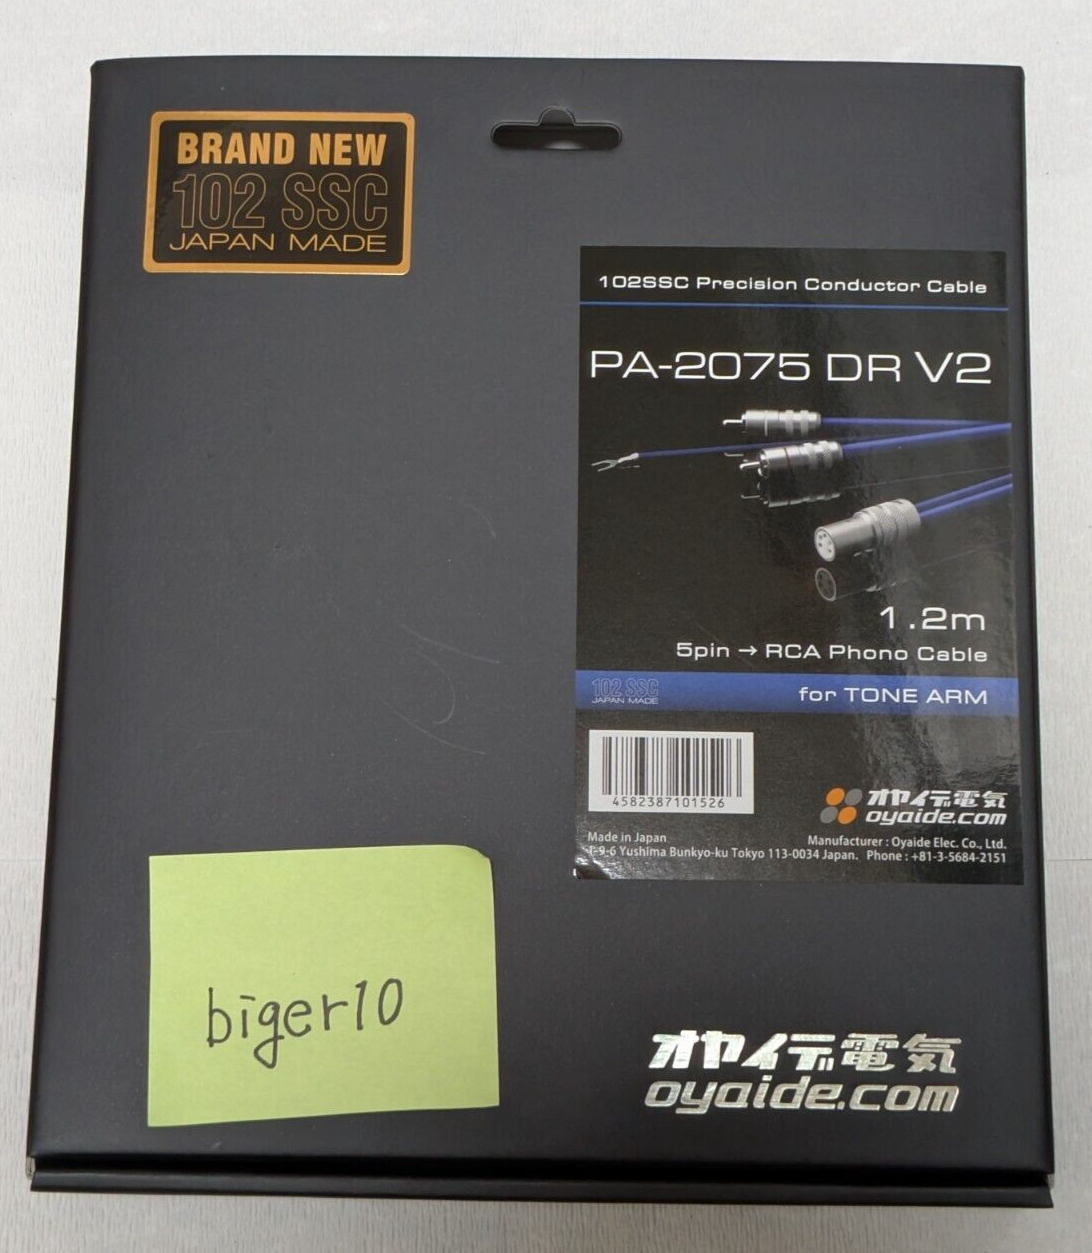 BRAND NEW
102 SSC
JAPAN MADE
102SSC Precision Conductor Cable
PA-2075 DR V2
1.2m
5pin → RCA Phono Cable
102 SSC
JAPAN MADE
for TONE ARM
4582387101526
オヤイデ電気
oyaide.com
Made in Japan
Manufacturer : Oyaide Elec. Co., Ltd.
1-9-6 Yushima Bunkyo-ku Tokyo 113-0034 Japan. Phone : +81-3-5684-2151
biger10
オヤイデ電気
oyaide.com